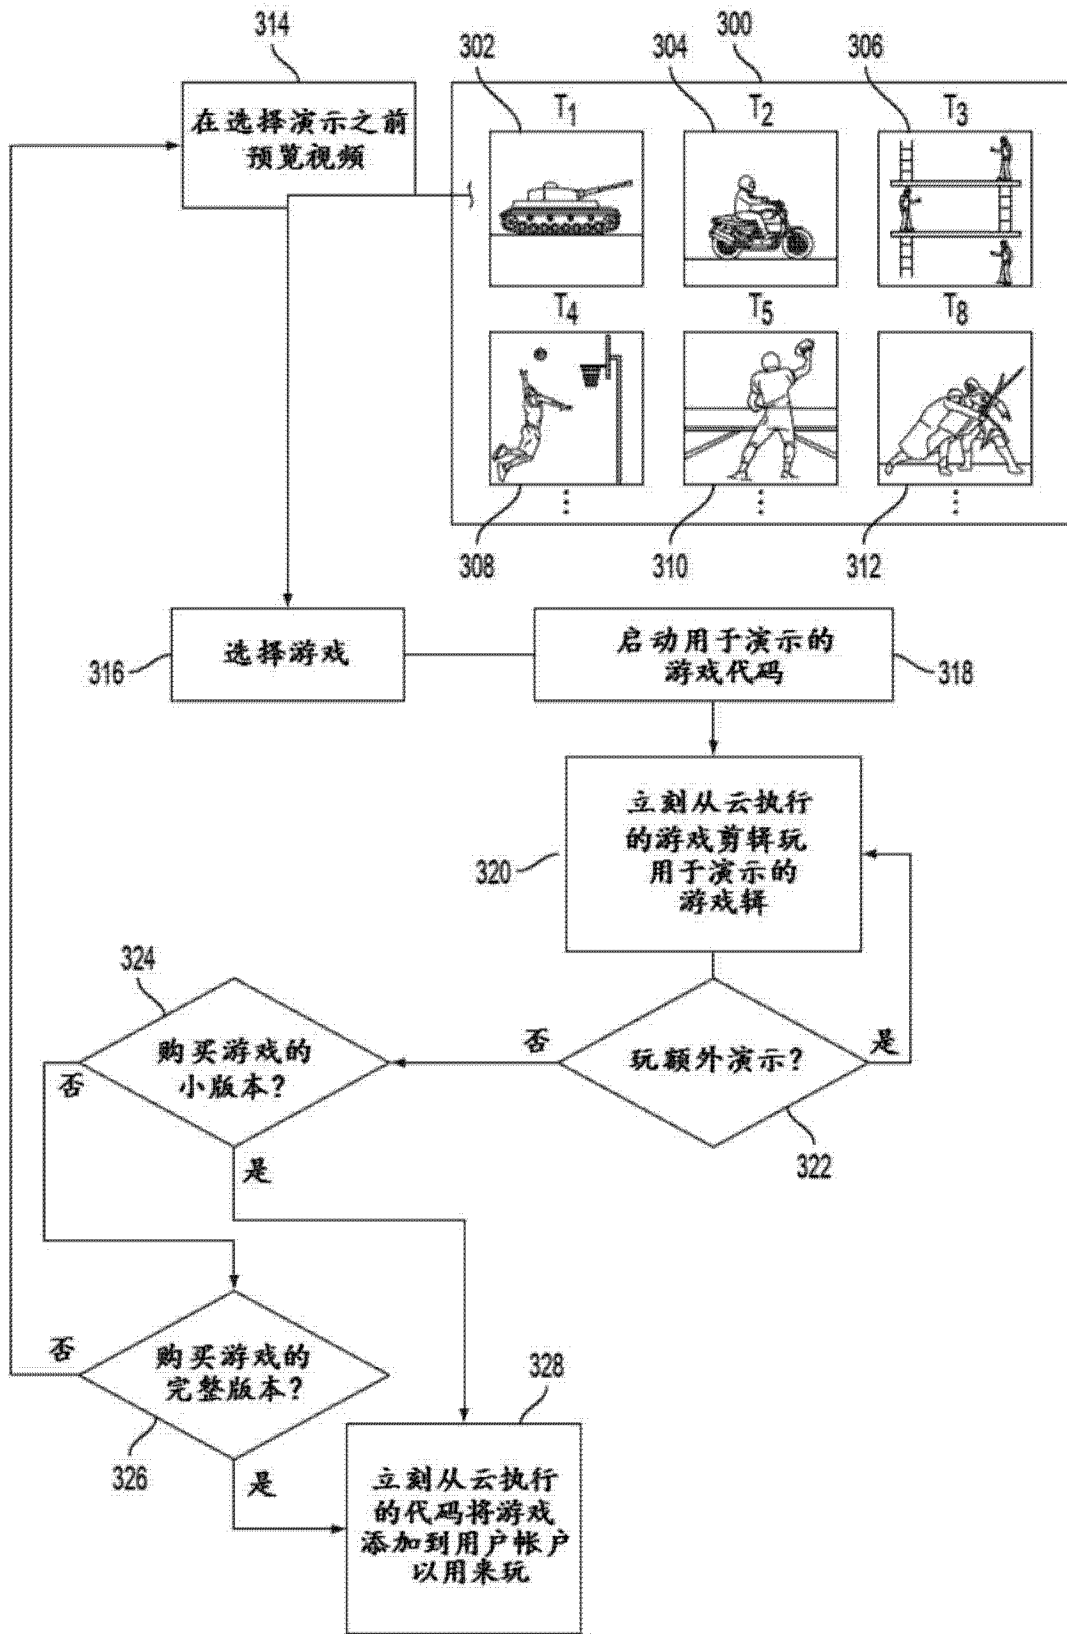 314
302
304
300
306
在选择演示之前
预览视频
T1
T2
T3
T4
T5
T8
308
310
312
316
选择游戏
启动用于演示的
游戏代码
318
立刻从云执行
的游戏剪辑玩
用于演示的
游戏辑
320
324
购买游戏的
小版本?
否
是
否
玩额外演示?
是
322
否
购买游戏的
完整版本?
326
是
328
立刻从云执行
的代码将游戏
添加到用户帐户
以用来玩